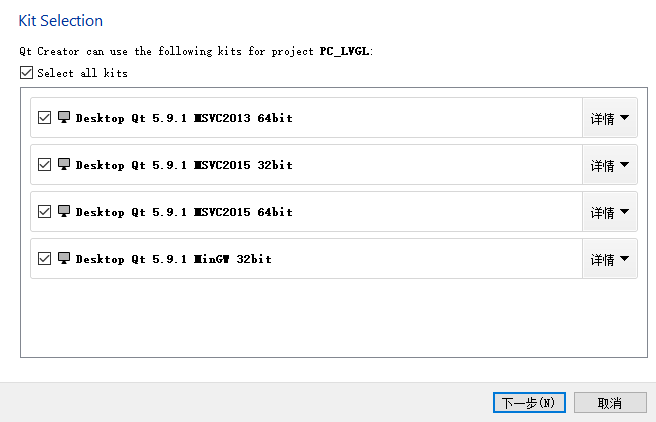 Kit Selection
Qt Creator can use the following kits for project PC_LVGL:
Select all kits
Desktop Qt 5.9.1 MSVC2013 64bit 详情
Desktop Qt 5.9.1 MSVC2015 32bit 详情
Desktop Qt 5.9.1 MSVC2015 64bit 详情
Desktop Qt 5.9.1 MinGW 32bit 详情
下一步(N) 取消